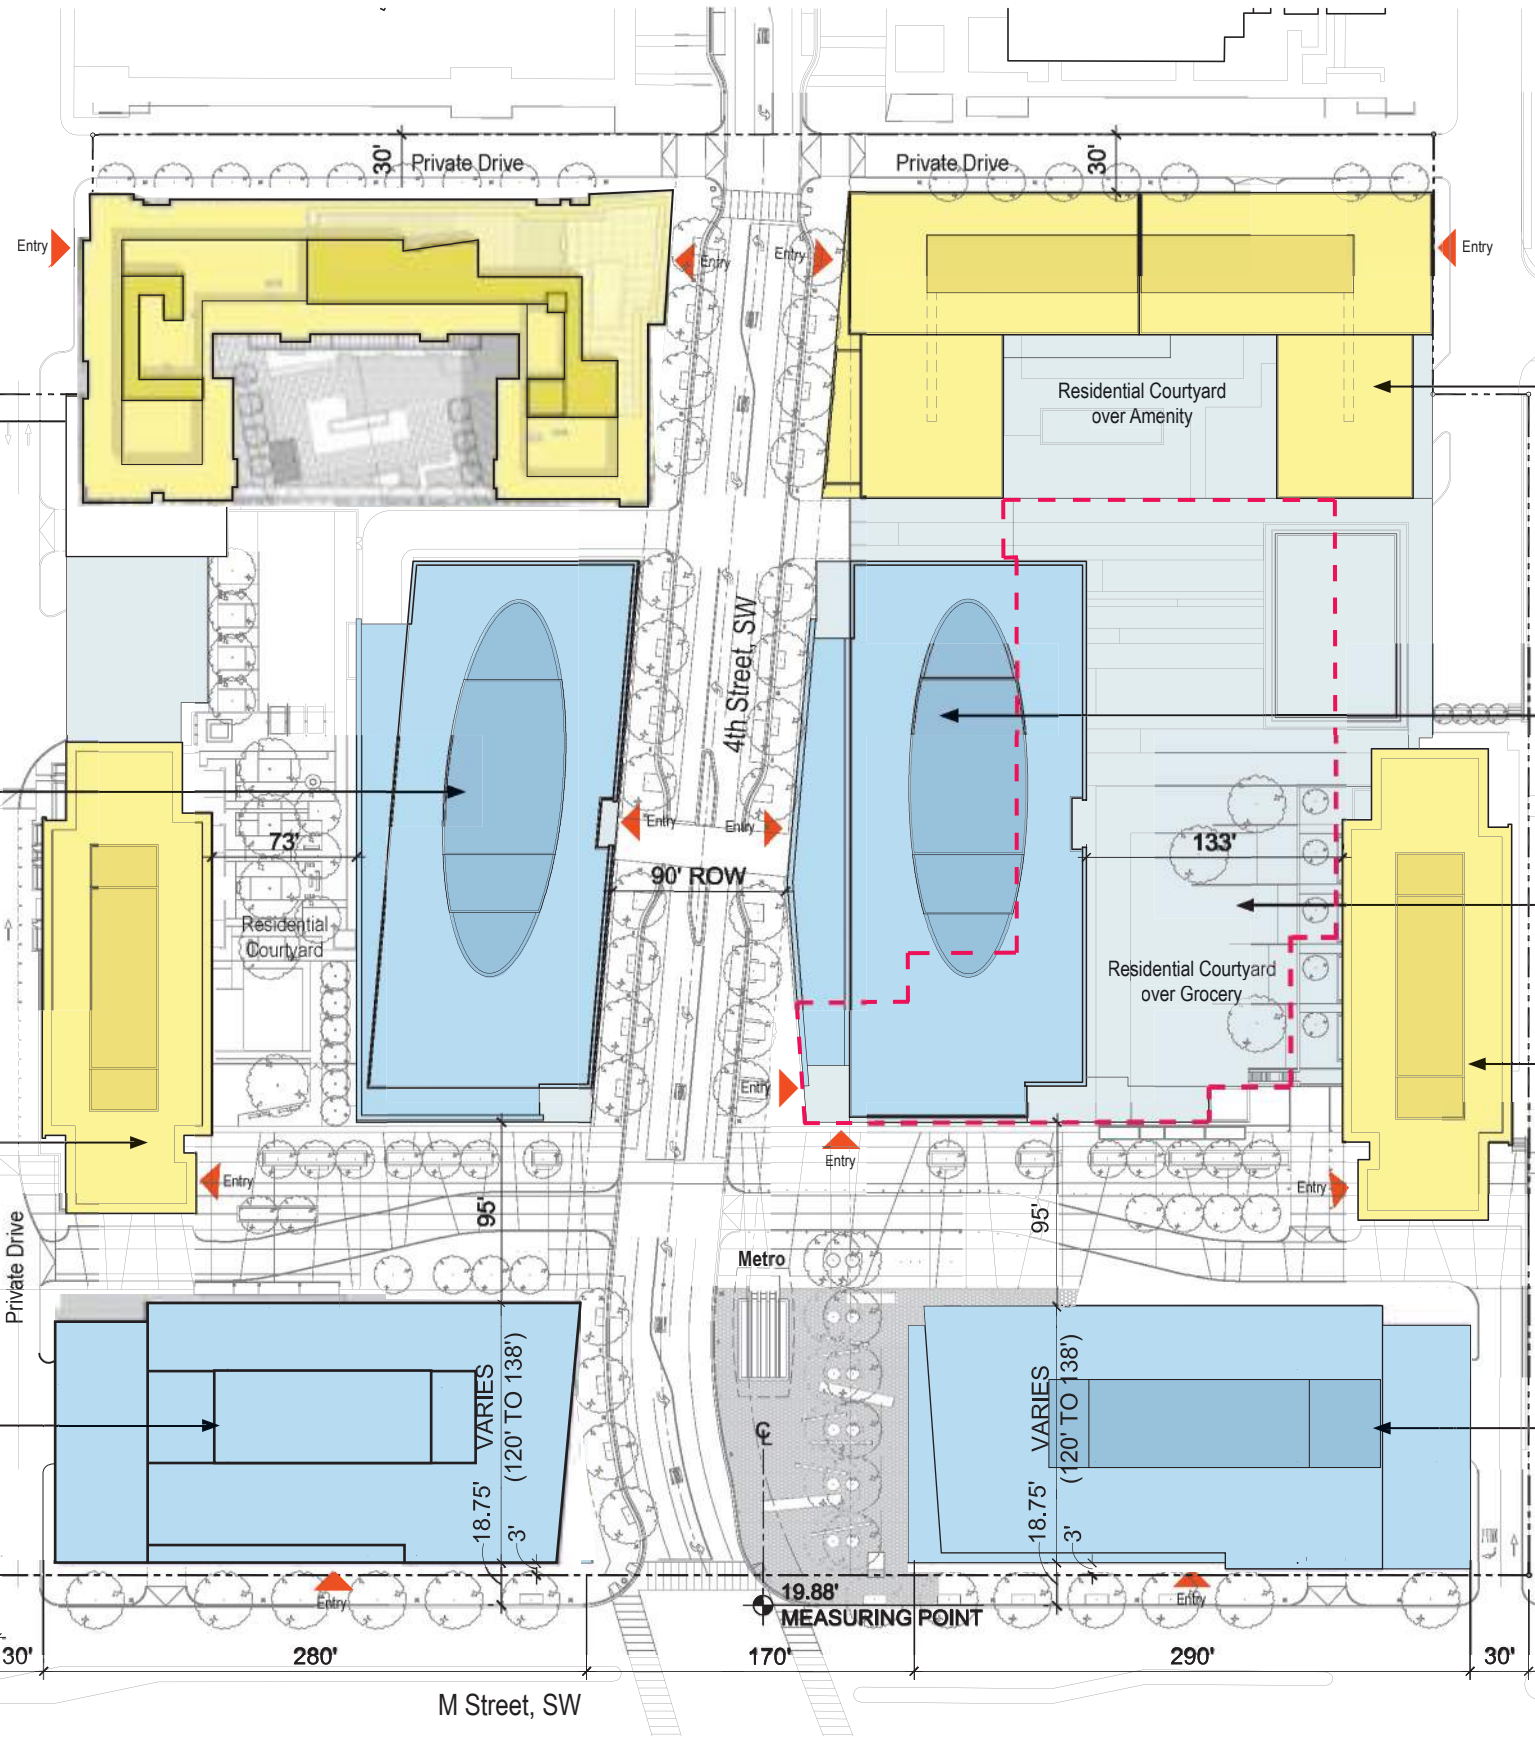 30'
Private Drive
Private Drive
30'
Entry
Entry
Entry
Entry
Residential Courtyard
over Amenity
4th Street, SW
73'
Entry
Entry
133'
90' ROW
Residential
Courtyard
Residential Courtyard
over Grocery
Entry
Entry
Entry
Entry
95'
95'
Private Drive
Metro
VARIES
(120' TO 138')
VARIES
(120' TO 138')
CL
18.75'
3'
18.75'
3'
Entry
19.88'
MEASURING POINT
Entry
30'
280'
170'
290'
30'
M Street, SW